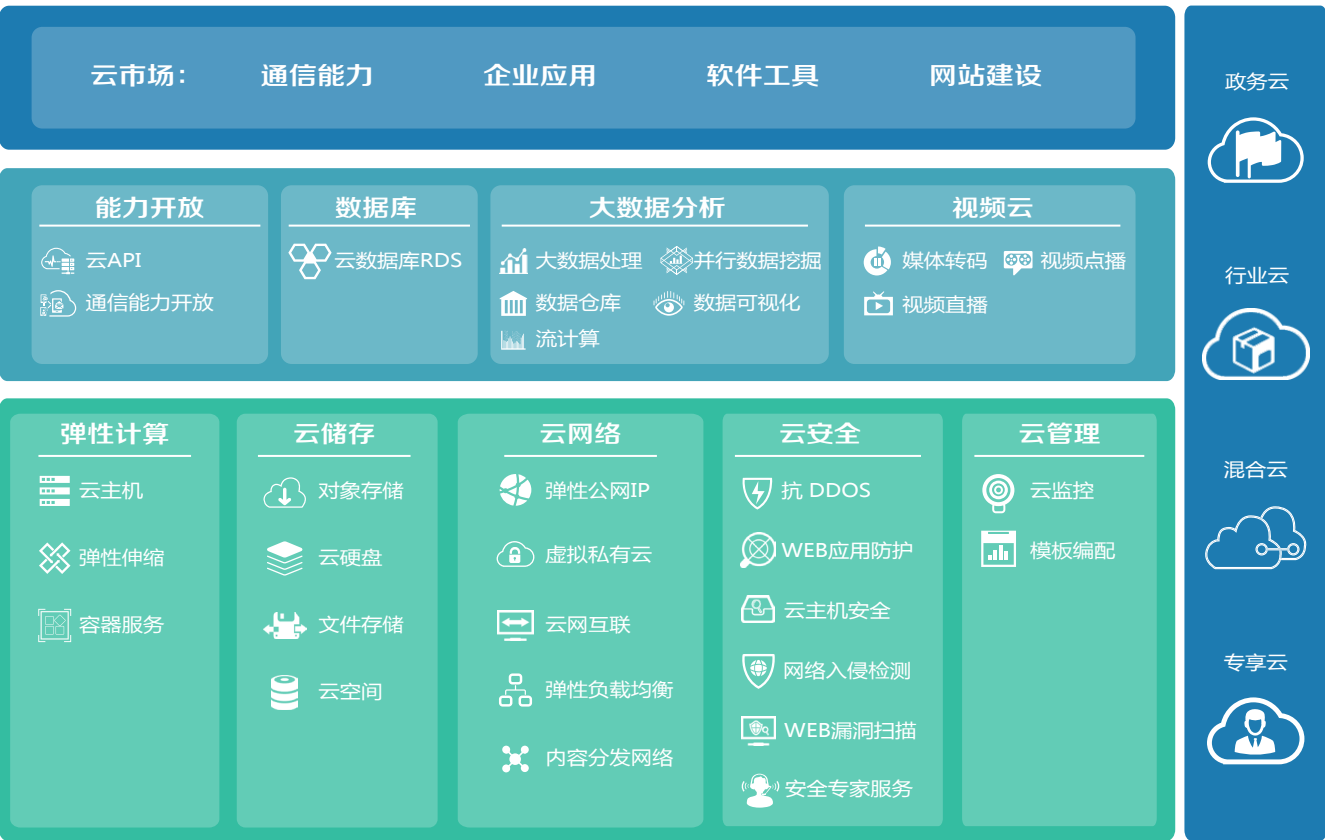 云市场: 通信能力 企业应用 软件工具 网站建设
能力开放
云API
通信能力开放
数据库
云数据库RDS
大数据分析
大数据处理 并行数据挖掘
数据仓库 数据可视化
流计算
视频云
媒体转码 视频点播
视频直播
弹性计算
云主机
弹性伸缩
容器服务
云储存
对象存储
云硬盘
文件存储
云空间
云网络
弹性公网IP
虚拟私有云
云网互联
弹性负载均衡
内容分发网络
云安全
抗 DDOS
WEB应用防护
云主机安全
网络入侵检测
WEB漏洞扫描
安全专家服务
云管理
云监控
模板编配
政务云
行业云
混合云
专享云